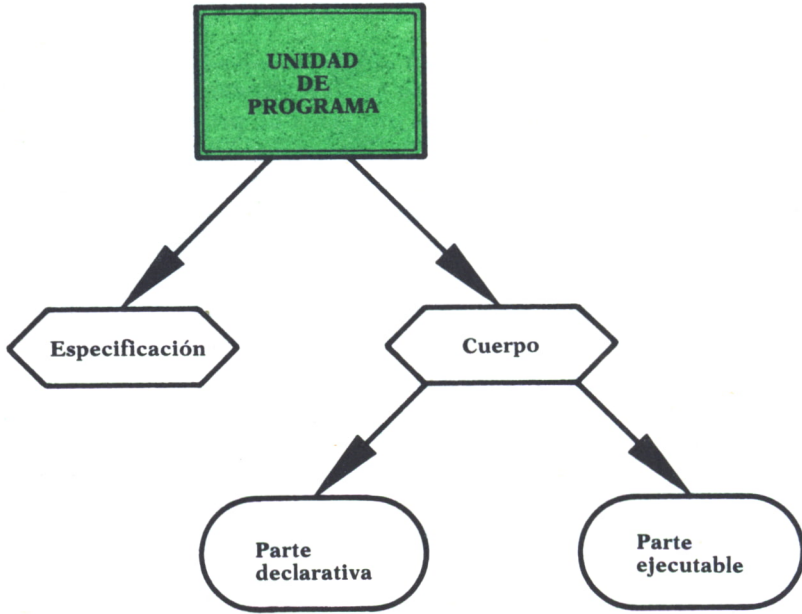 UNIDAD
DE
PROGRAMA
Especificación
Cuerpo
Parte
declarativa
Parte
ejecutable